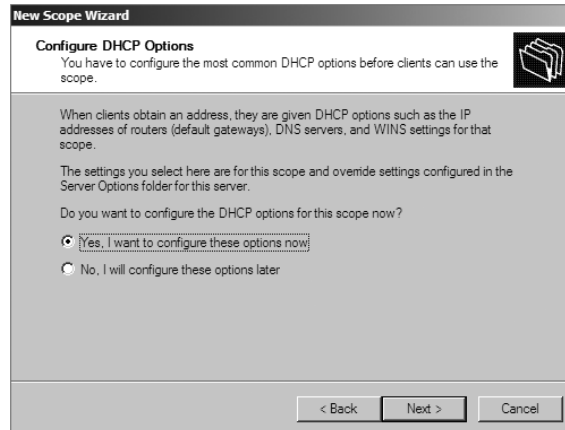 New Scope Wizard
Configure DHCP Options
You have to configure the most common DHCP options before clients can use the
scope.
When clients obtain an address, they are given DHCP options such as the IP
addresses of routers (default gateways), DNS servers, and WINS settings for that
scope.
The settings you select here are for this scope and override settings configured in the
Server Options folder for this server.
Do you want to configure the DHCP options for this scope now?
Yes, I want to configure these options now
No, I will configure these options later
< Back Next > Cancel